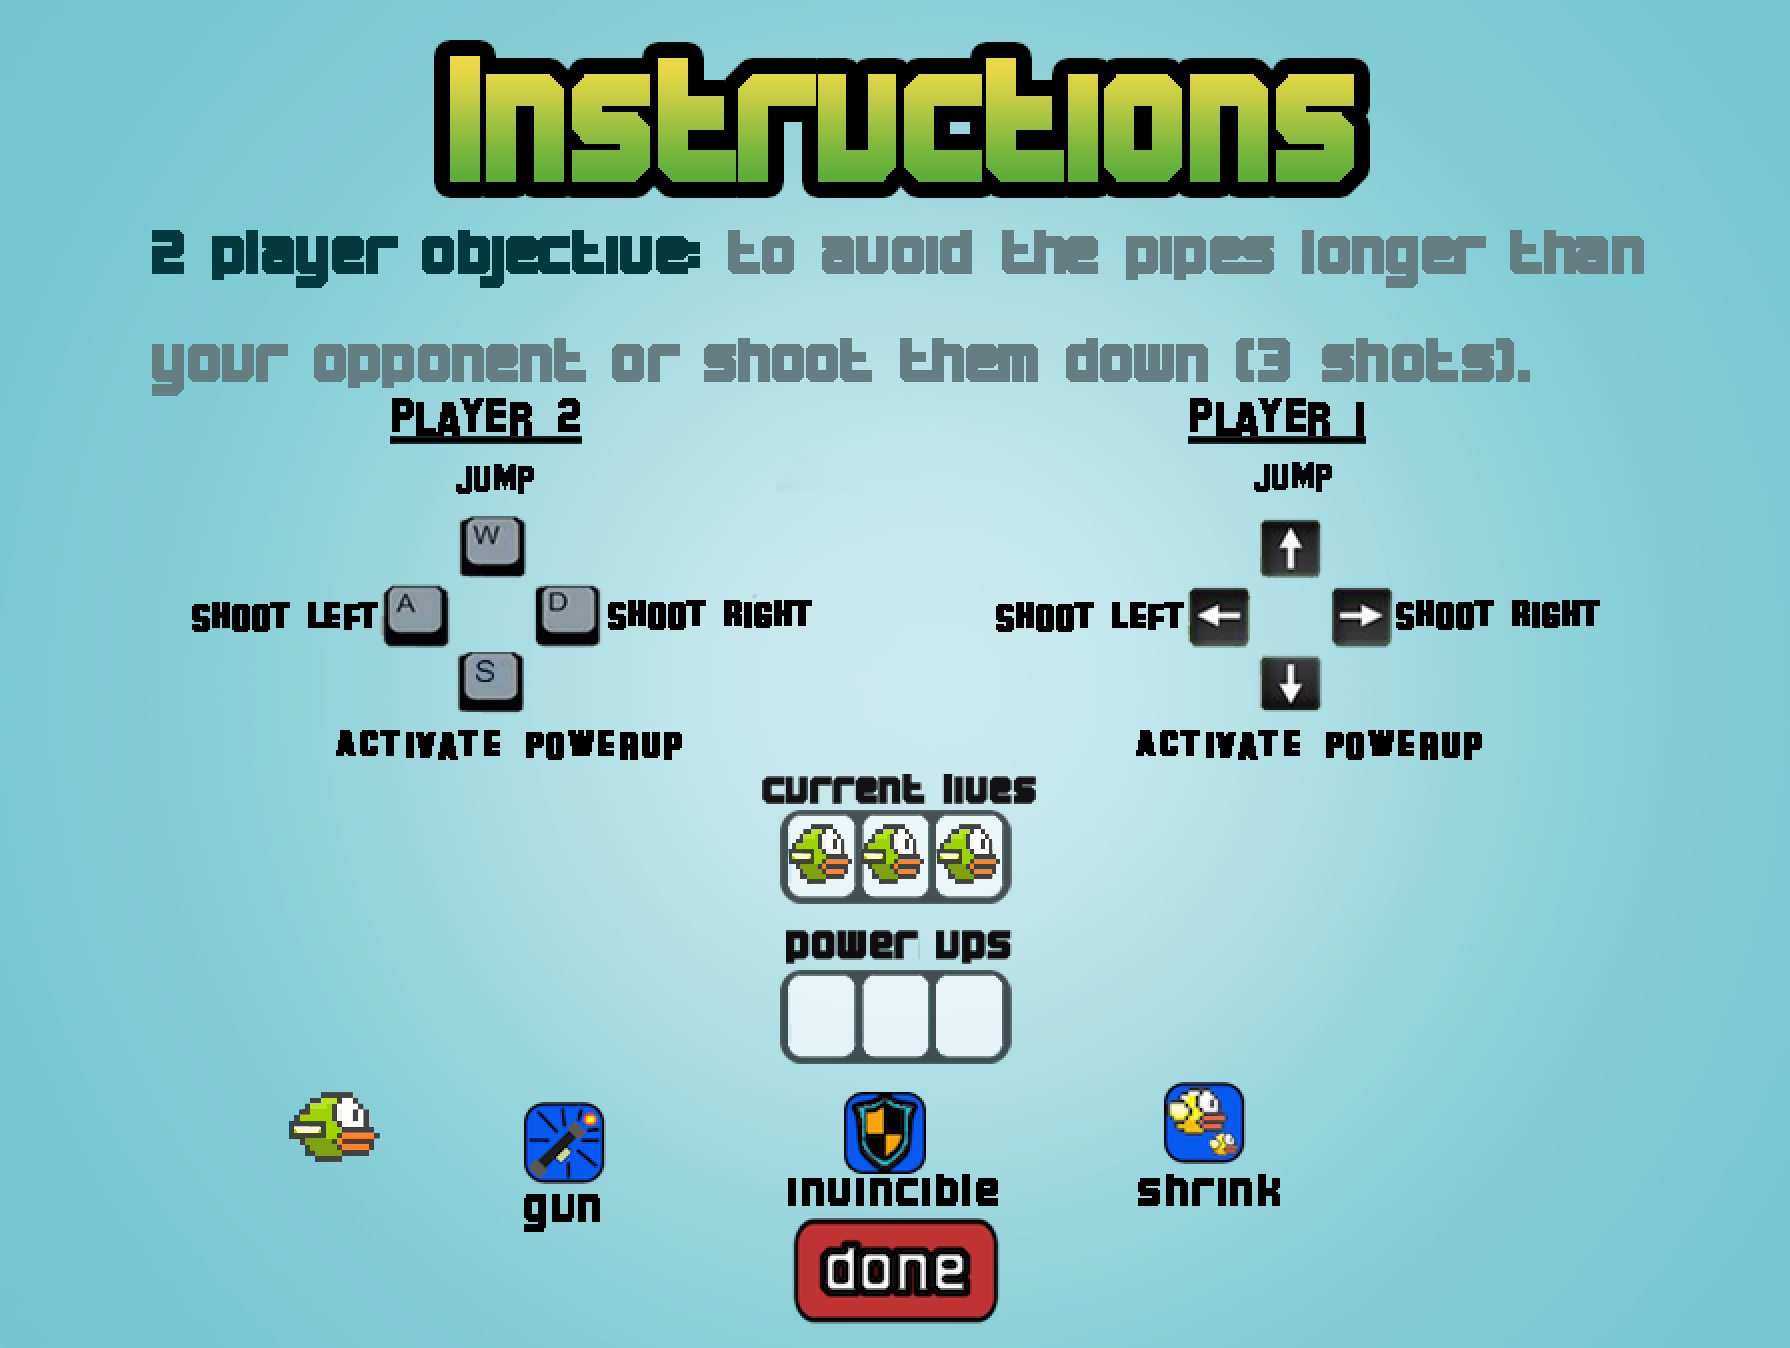 Instructions
2 player objective: to avoid the pipes longer than
your opponent or shoot them down (3 shots).
PLAYER 2
JUMP
W
SHOOT LEFT A D SHOOT RIGHT
S
ACTIVATE POWERUP
PLAYER 1
JUMP
SHOOT LEFT SHOOT RIGHT
ACTIVATE POWERUP
current lives
power ups
gun
invincible
shrink
done